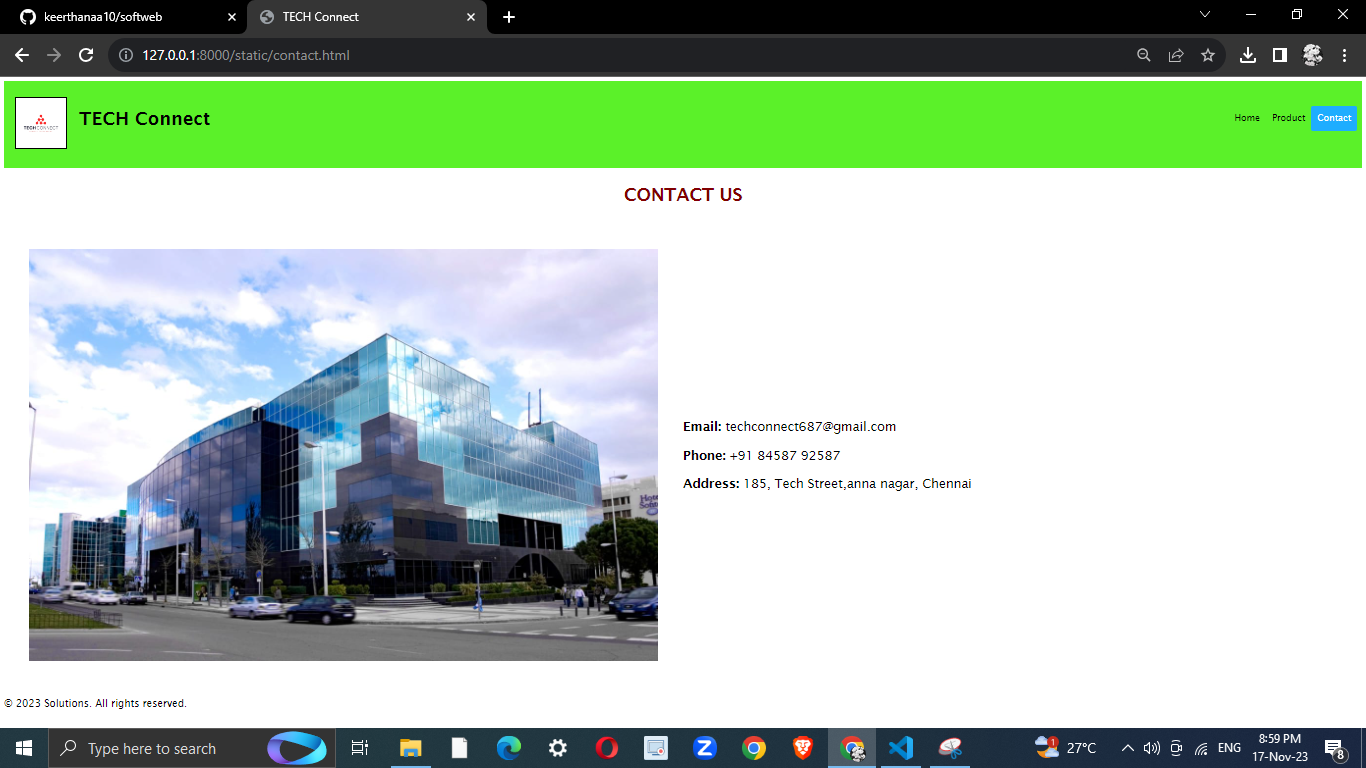 keerthanaa10/softweb
TECH Connect
127.0.0.1:8000/static/contact.html
TECH CONNECT
TECH Connect
Home Product Contact
CONTACT US
Email: techconnect687@gmail.com
Phone: +91 84587 92587
Address: 185, Tech Street,anna nagar, Chennai
© 2023 Solutions. All rights reserved.
Type here to search
1
27°C
ENG
8:59 PM
17-Nov-23
8